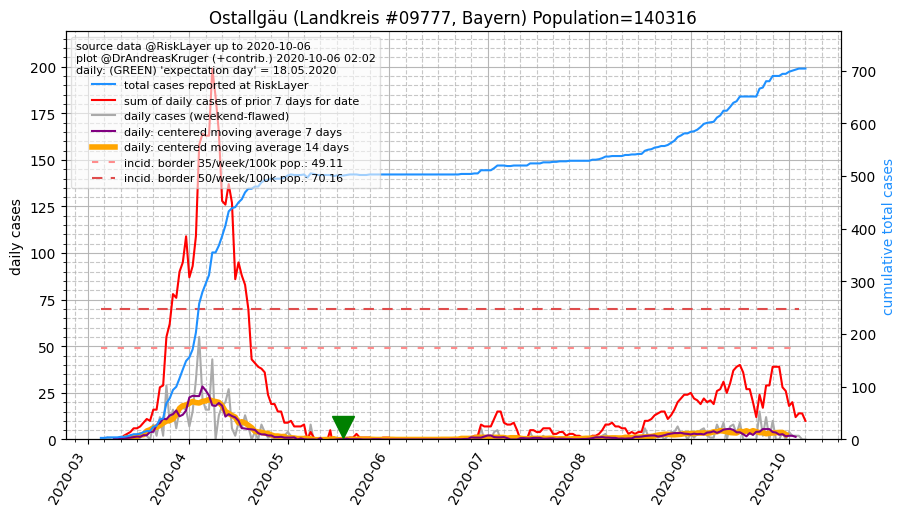 Ostallgäu (Landkreis #09777, Bayern) Population=140316
source data @RiskLayer up to 2020-10-06
plot @DrAndreasKruger (+contrib.) 2020-10-06 02:02
daily: (GREEN) 'expectation day' = 18.05.2020
total cases reported at RiskLayer
sum of daily cases of prior 7 days for date
daily cases (weekend-flawed)
daily: centered moving average 7 days
daily: centered moving average 14 days
incid. border 35/week/100k pop.: 49.11
incid. border 50/week/100k pop.: 70.16
daily cases
200
175
150
125
100
75
50
25
0
700
600
500
400
300
200
100
0
cumulative total cases
2020-03
2020-04
2020-05
2020-06
2020-07
2020-08
2020-09
2020-10